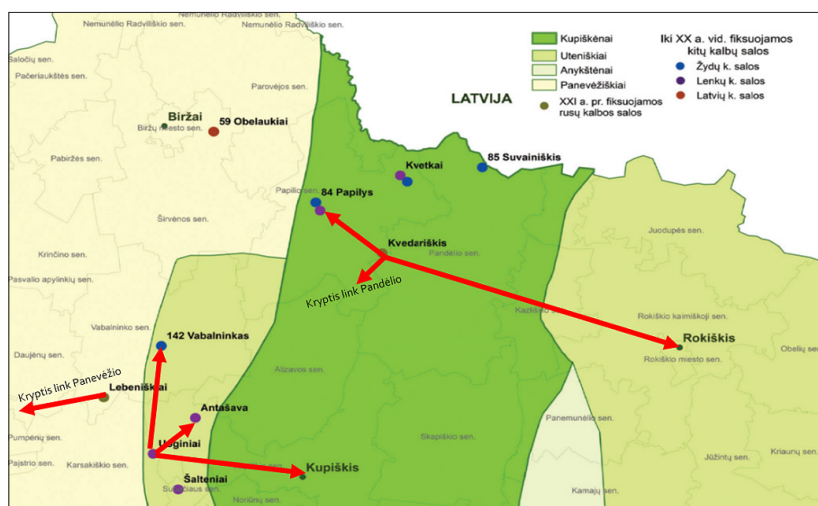 Nemunėlio Radviliškio sen.
Nemunėlio Radviliškio sen.
Saločių sen.
Pačeriaukštės sen.
Parovėjos sen.
Biržai
59 Obelaukiai
Biržų miesto sen.
Pabiržės sen.
Papilio sen.
84 Papilys
Širvėnos sen.
Krinčino sen.
Pasvalio apylinkių sen.
Vabalninko sen.
142 Vabalninkas
Daujėnų sen.
Lebeniškiai
Kryptis link Panevėžio
Antašava
Pumpėnų sen.
Uoginiai
Karsakiškio sen.
Šalteniai
Noriūnų sen.
Kupiškis
Alizavos sen.
Skapiškio sen.
LATVIJA
Kvetkai
85 Suvainiškis
Kvedariškis
Pandėlio sen.
Kryptis link Pandėlio
Juodupės sen.
Rokiškio kaimiškoji sen.
Rokiškis
Rokiškio miesto sen.
Obelių sen.
Panemunėlio sen.
Kriaunų sen.
Jūžintų sen.
Kamajų sen.
Kupiškėnai
Uteniškiai
Anykštėnai
Panevėžiškiai
XXI a. pr. fiksuojamos
rusų kalbos salos
Iki XX a. vid. fiksuojamos
kitų kalbų salos
Žydų k. salos
Lenkų k. salos
Latvių k. salos